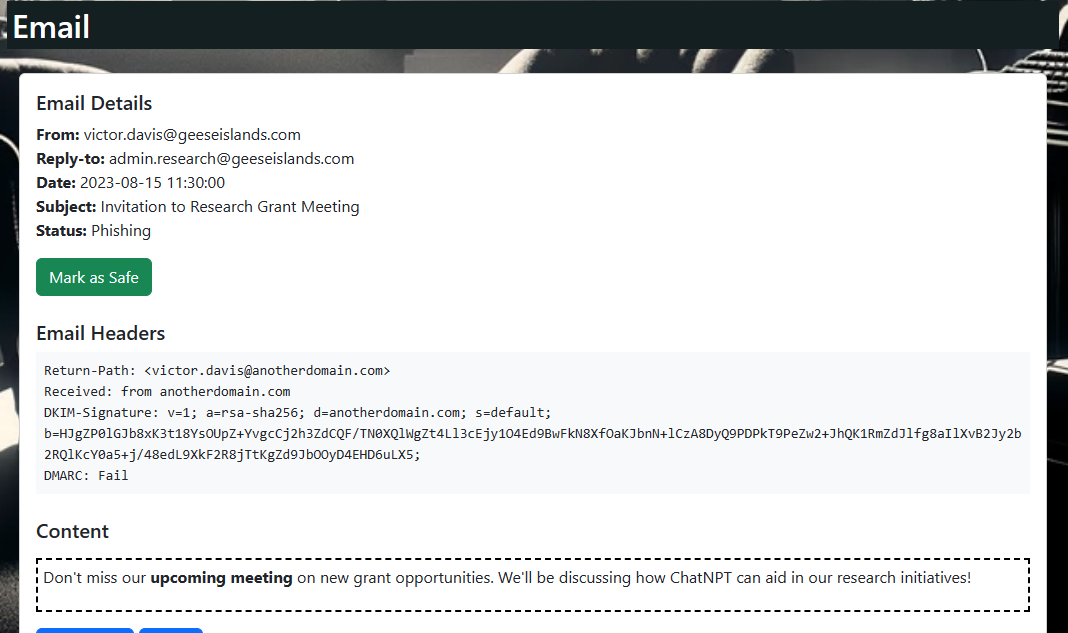 Email
Email Details
From: victor.davis@geeseislands.com
Reply-to: admin.research@geeseislands.com
Date: 2023-08-15 11:30:00
Subject: Invitation to Research Grant Meeting
Status: Phishing
Mark as Safe
Email Headers
Return-Path: <victor.davis@anotherdomain.com>
Received: from anotherdomain.com
DKIM-Signature: v=1; a=rsa-sha256; d=anotherdomain.com; s=default;
b=HJgZP0lGJb8xK3t18YsOUpZ+YvgcCj2h3ZdCQF/TN0XQlWgZt4Ll3cEjy1O4Ed9BwFkN8XfOaKJbnN+lCzA8DyQ9PDPkT9PeZw2+JhQK1RmZdJlfg8aIlXvB2Jy2b
2RQlKcY0a5+j/48edL9XkF2R8jTtKgZd9JbOOyD4EHD6uLX5;
DMARC: Fail
Content
Don't miss our upcoming meeting on new grant opportunities. We'll be discussing how ChatNPT can aid in our research initiatives!